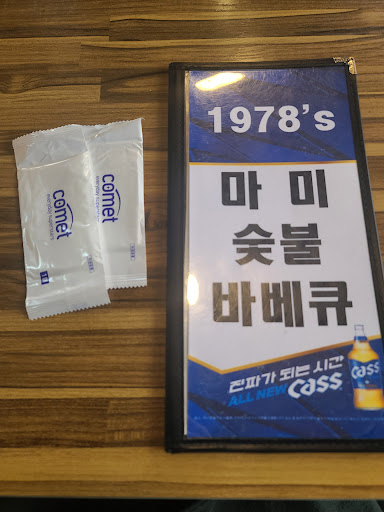 comet
comet
1978's
마 미
숯불
바베큐
진짜가 되는 시간
ALL NEW Cass
Cass